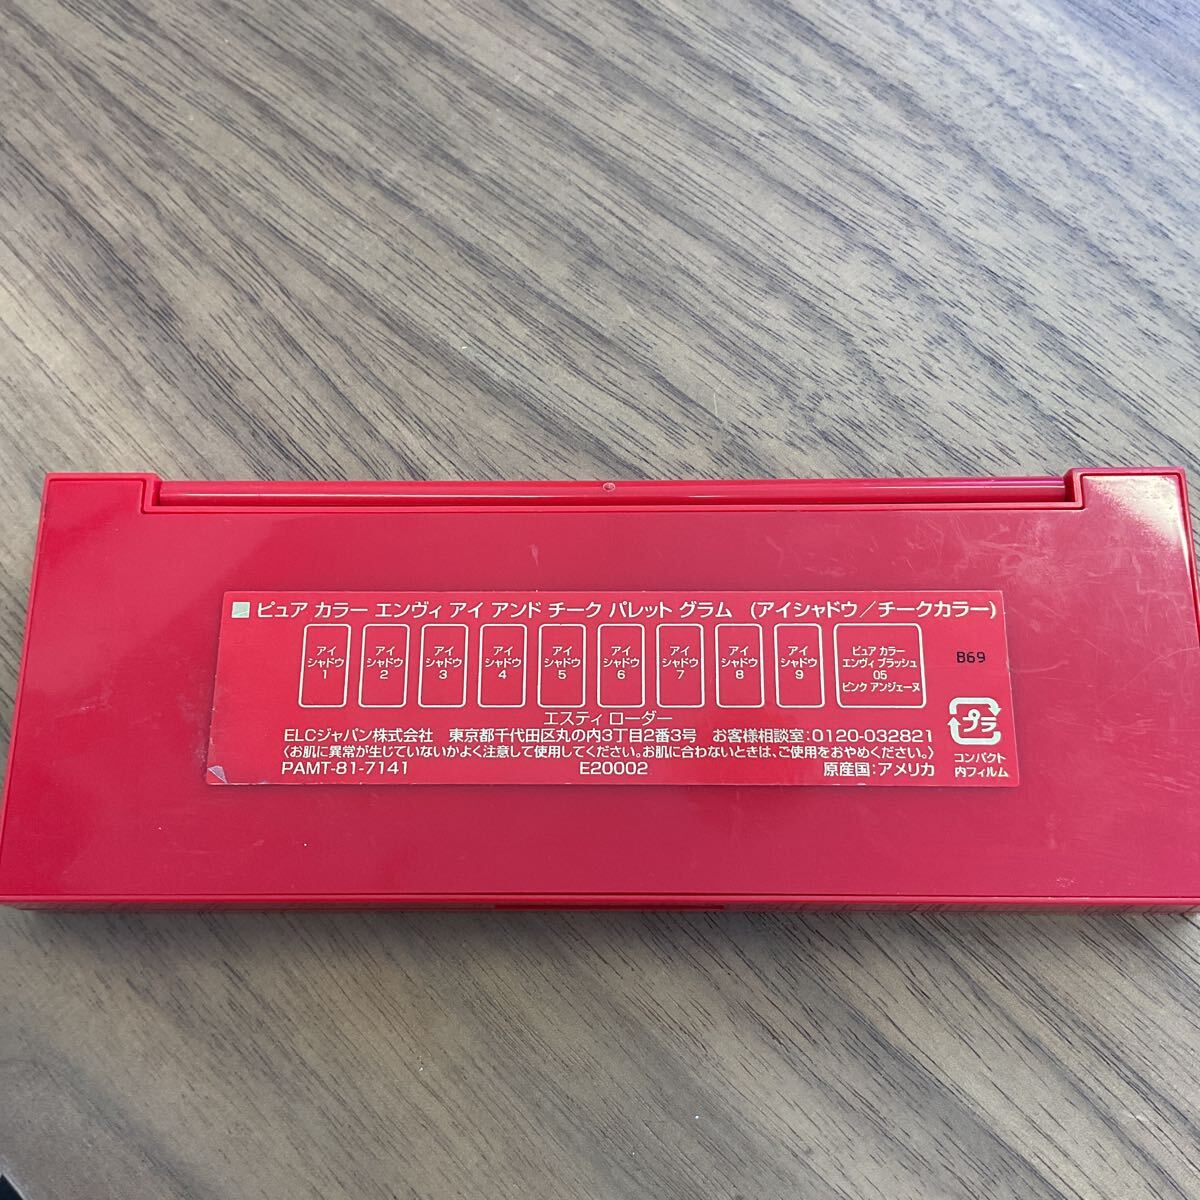 ピュア カラー エンヴィ アイ アンド チーク パレット グラム (アイシャドウ/チークカラー)
アイ
シャドウ
1
アイ
シャドウ
2
アイ
シャドウ
3
アイ
シャドウ
4
アイ
シャドウ
5
アイ
シャドウ
6
アイ
シャドウ
7
アイ
シャドウ
8
アイ
シャドウ
9
ピュア カラー
エンヴィ ブラッシュ
05
ピンク アンジェーヌ
B69
エスティ ローダー
ELCジャパン株式会社 東京都千代田区丸の内3丁目2番3号 お客様相談室:0120-032821
〈お肌に異常が生じていないかよく注意して使用してください。お肌に合わないときは、ご使用をおやめください。〉
PAMT-81-7141 E20002 原産国:アメリカ
プラ
コンパクト
内フィルム